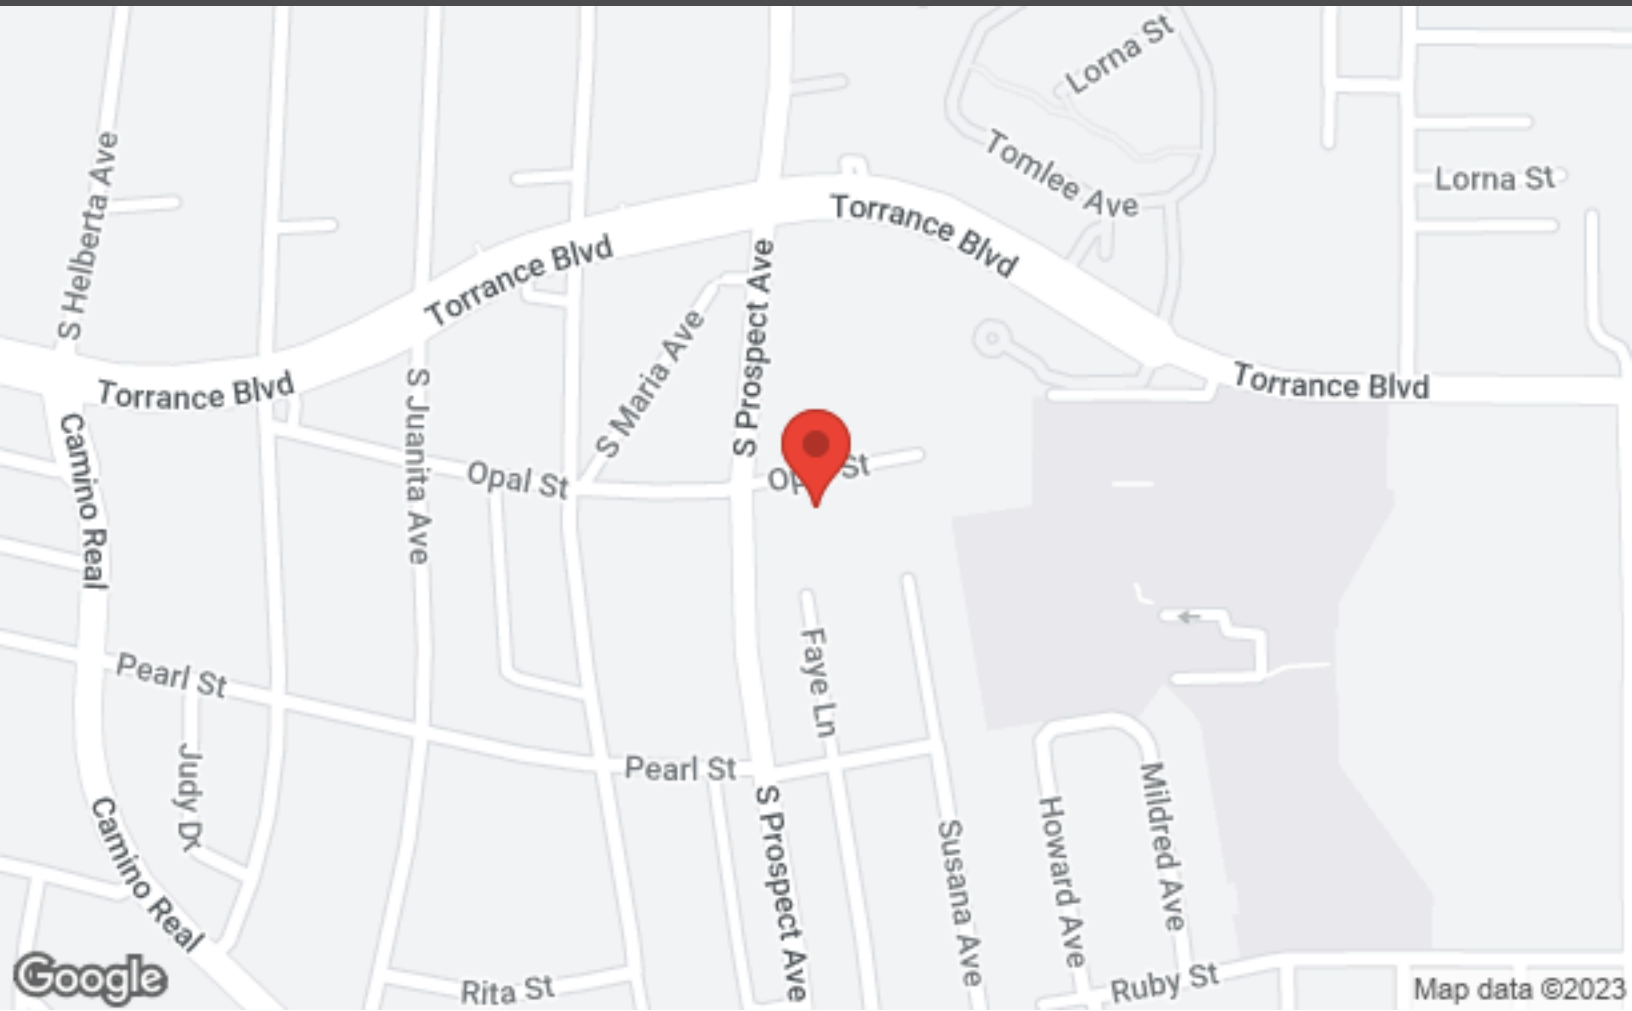 Lorna St
S Helberta Ave
Tomlee Ave
Lorna St
Torrance Blvd
Torrance Blvd
S Prospect Ave
S Maria Ave
Torrance Blvd
Torrance Blvd
S Juanita Ave
Camino Real
Opal St
St
Faye Ln
Pearl St
Judy Dr
Pearl St
S Prospect Ave
Mildred Ave
Howard Ave
Susana Ave
Camino Real
Google
Rita St
Ruby St
Map data ©2023